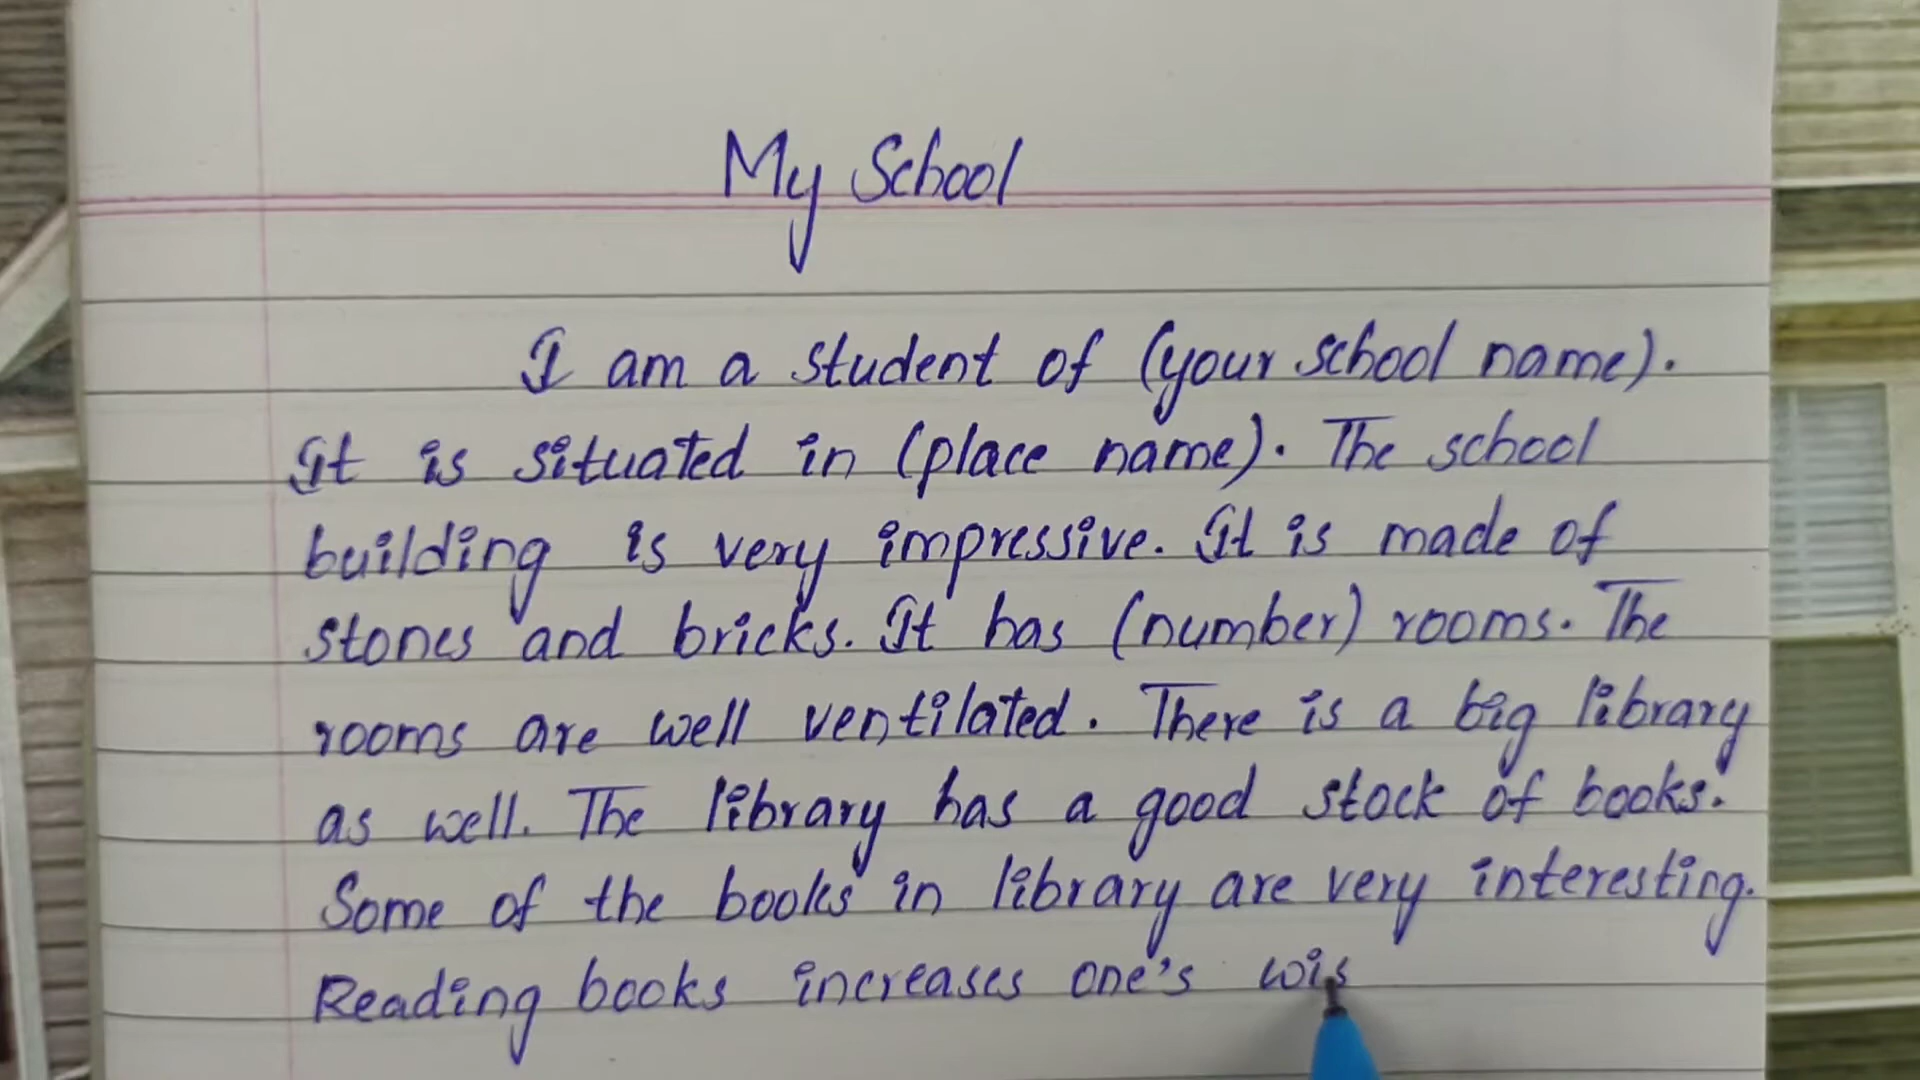 My School
I am a student of (your school name).
It is situated in (place name). The school
building is very impressive. It is made of
stones and bricks. It has (number) rooms. The
rooms are well ventilated. There is a big library
as well. The library has a good stock of books.
Some of the books in library are very interesting.
Reading books increases one's wis